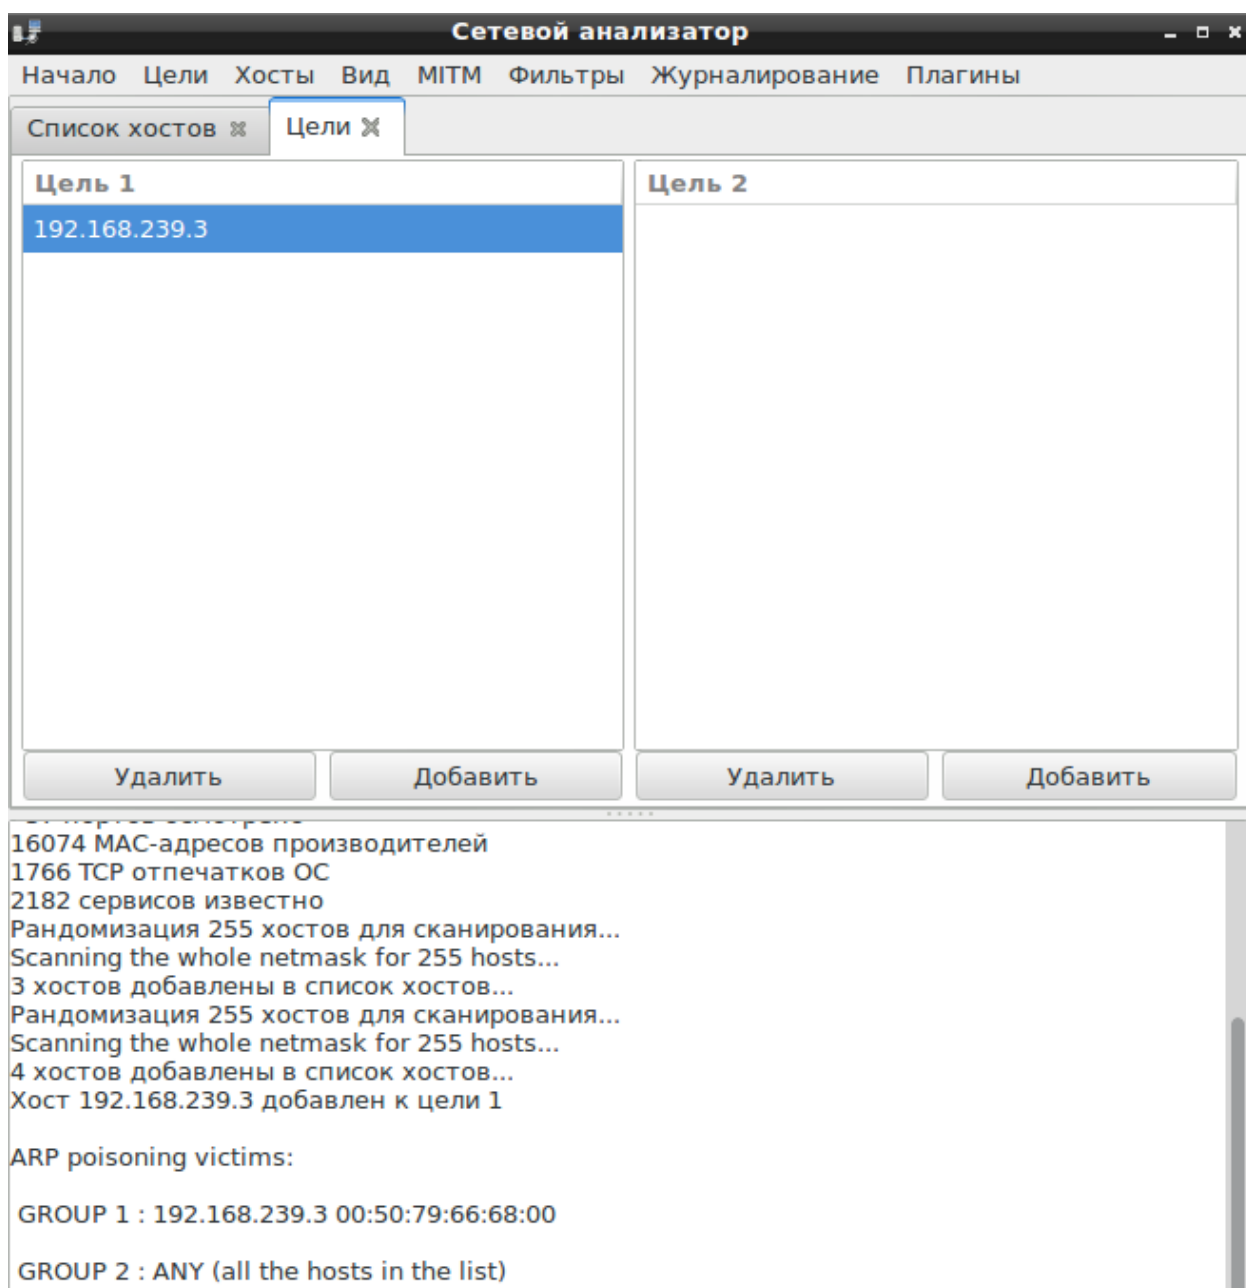 Сетевой анализатор
Начало Цели Хосты Вид MITM Фильтры Журналирование Плагины
Список хостов Цели
Цель 1 Цель 2
192.168.239.3
Удалить Добавить Удалить Добавить
16074 MAC-адресов производителей
1766 TCP отпечатков ОС
2182 сервисов известно
Рандомизация 255 хостов для сканирования...
Scanning the whole netmask for 255 hosts...
3 хостов добавлены в список хостов...
Рандомизация 255 хостов для сканирования...
Scanning the whole netmask for 255 hosts...
4 хостов добавлены в список хостов...
Хост 192.168.239.3 добавлен к цели 1
ARP poisoning victims:
GROUP 1 : 192.168.239.3 00:50:79:66:68:00
GROUP 2 : ANY (all the hosts in the list)